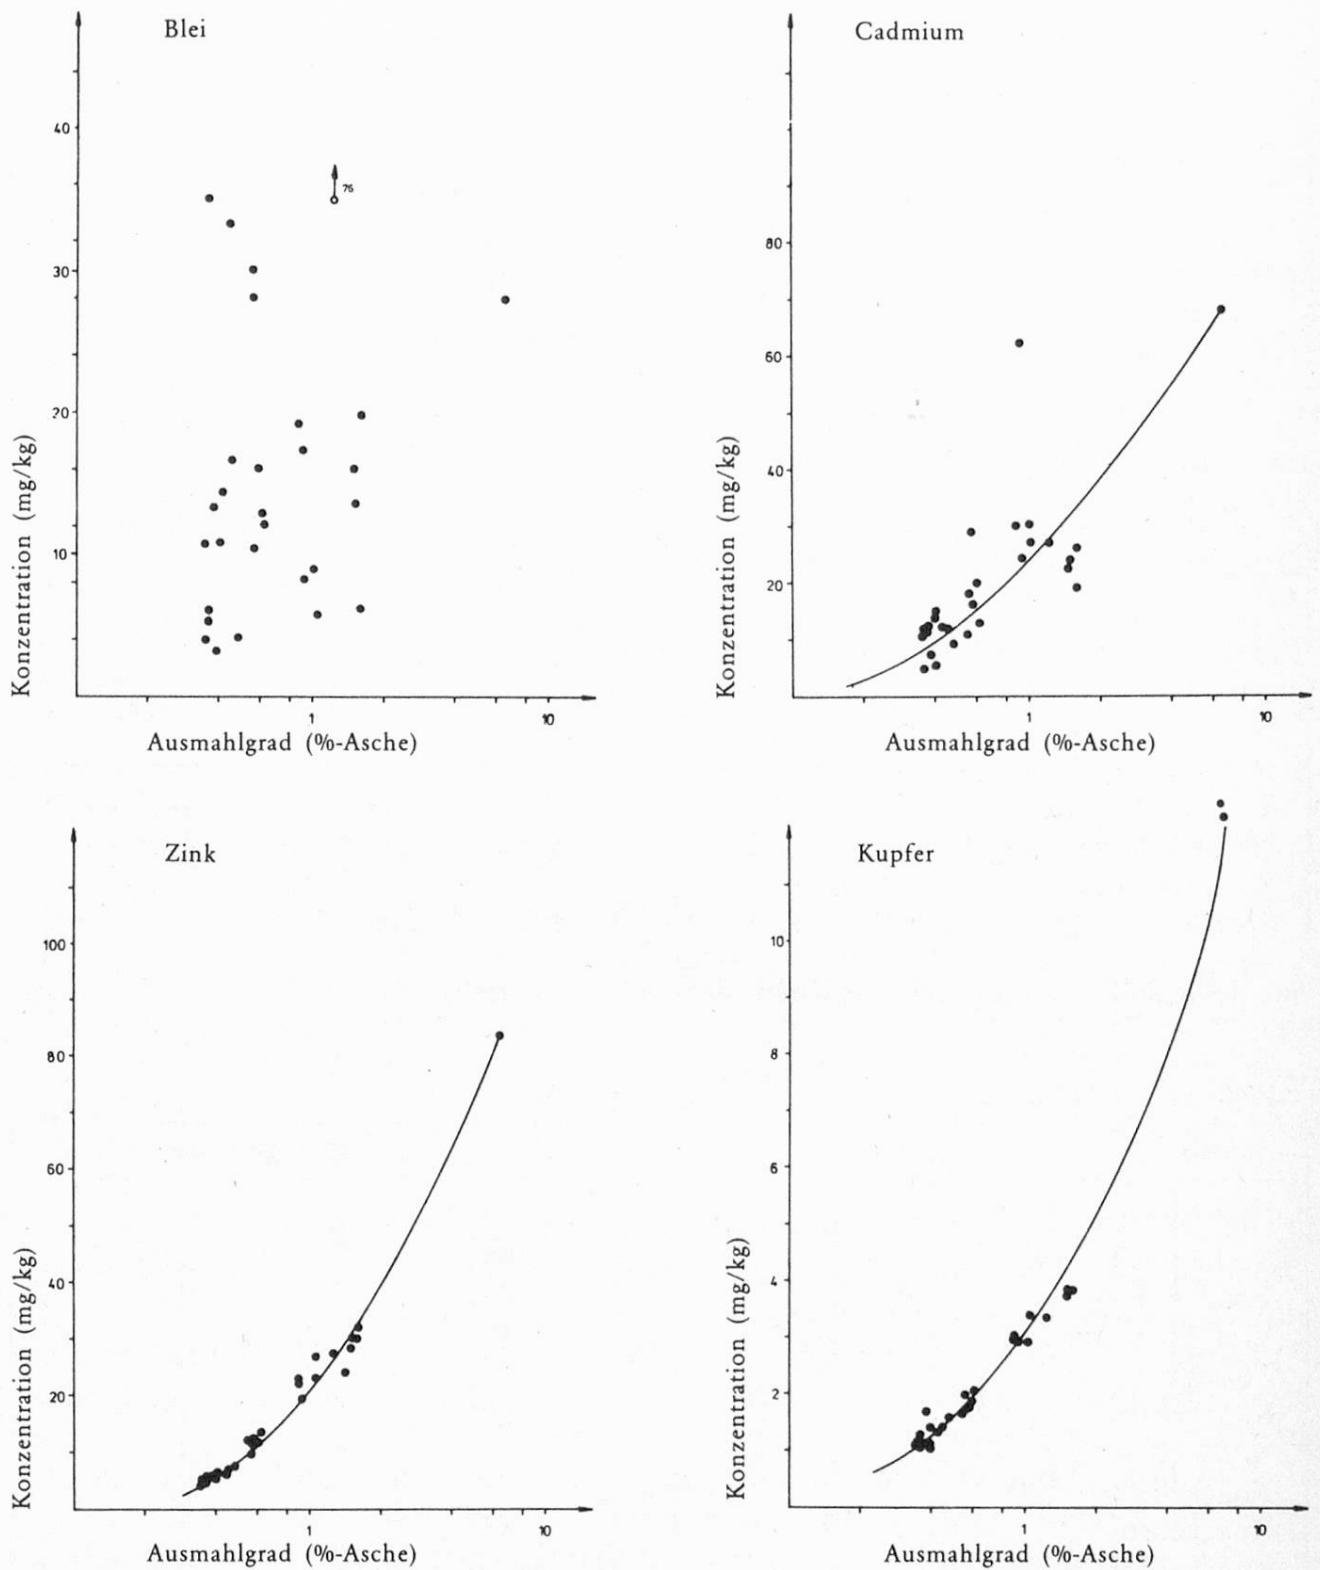 Blei
40
30
20
10
76
Konzentration (mg/kg)
1
10
Ausmahlgrad (%-Asche)
Cadmium
80
60
40
20
Konzentration (mg/kg)
1
10
Ausmahlgrad (%-Asche)
Zink
100
80
60
40
20
Konzentration (mg/kg)
1
10
Ausmahlgrad (%-Asche)
Kupfer
10
8
6
4
2
Konzentration (mg/kg)
1
10
Ausmahlgrad (%-Asche)